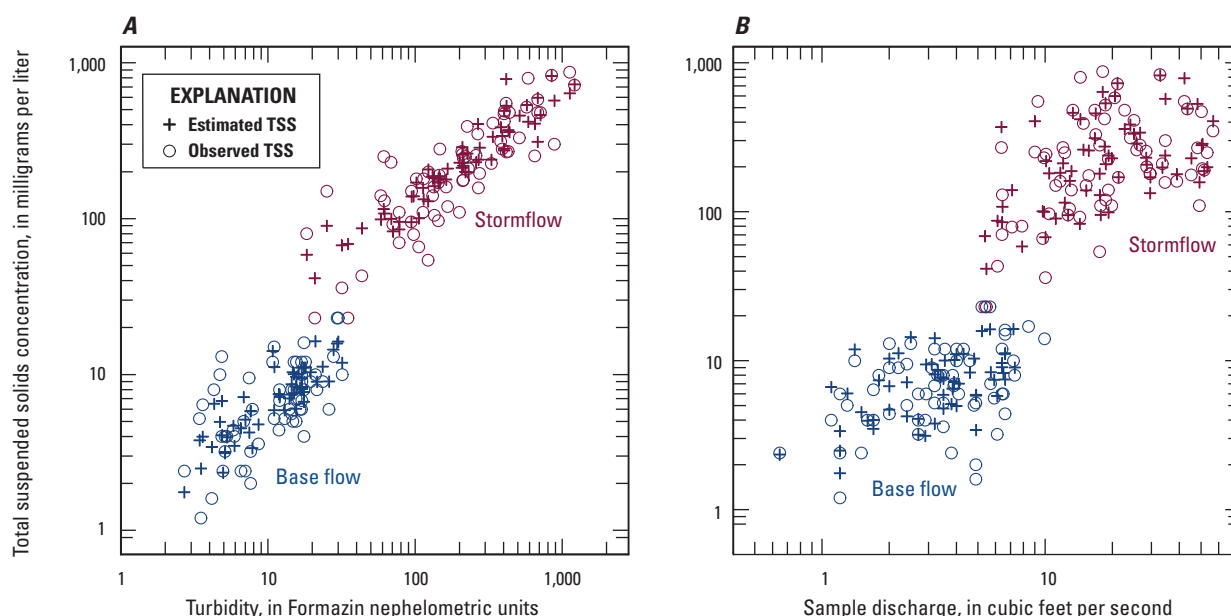 A
B
Total suspended solids concentration, in milligrams per liter
1,000
100
10
1
EXPLANATION
Estimated TSS
Observed TSS
Stormflow
Base flow
1 10 100 1,000
Turbidity, in Formazin nephelometric units
1,000
100
10
1
Stormflow
Base flow
1 10
Sample discharge, in cubic feet per second